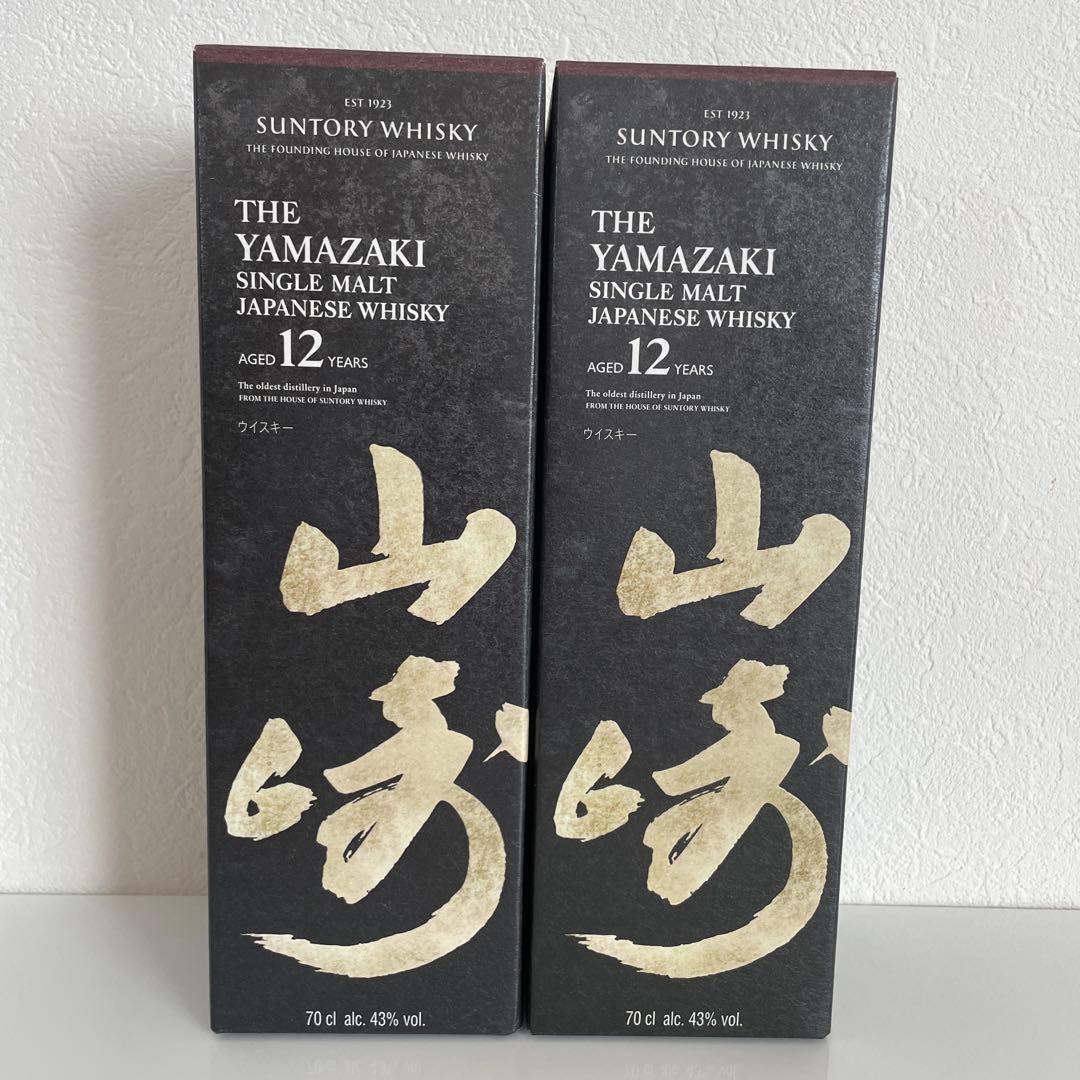 EST 1923
SUNTORY WHISKY
THE FOUNDING HOUSE OF JAPANESE WHISKY
THE
YAMAZAKI
SINGLE MALT
JAPANESE WHISKY
AGED 12 YEARS
The oldest distillery in Japan
FROM THE HOUSE OF SUNTORY WHISKY
ウイスキー
山
崎
70 cl alc. 43% vol.
EST 1923
SUNTORY WHISKY
THE FOUNDING HOUSE OF JAPANESE WHISKY
THE
YAMAZAKI
SINGLE MALT
JAPANESE WHISKY
AGED 12 YEARS
The oldest distillery in Japan
FROM THE HOUSE OF SUNTORY WHISKY
ウイスキー
山
崎
70 cl alc. 43% vol.